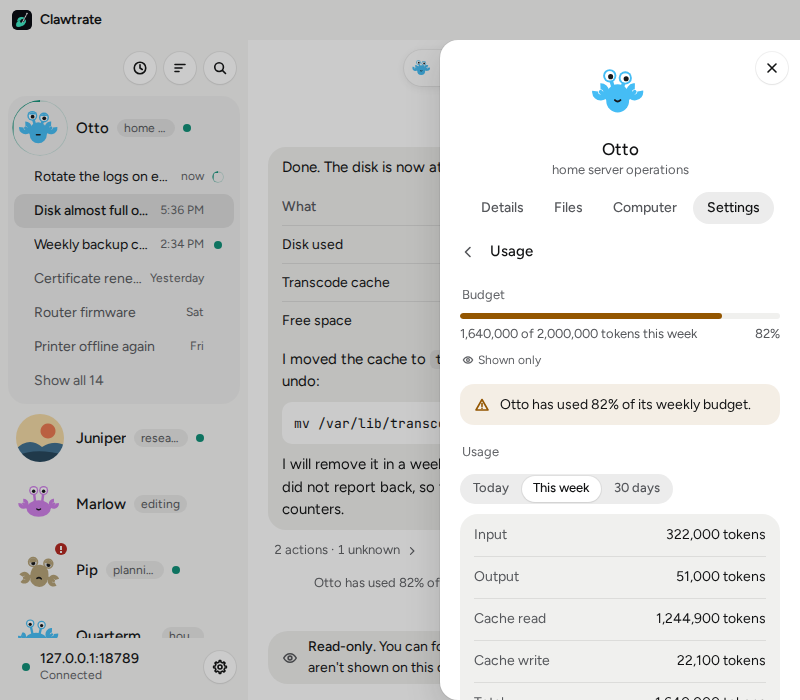 Clawtrate
Otto home ...
Rotate the logs on e... now
Disk almost full o... 5:36 PM
Weekly backup c... 2:34 PM
Certificate rene... Yesterday
Router firmware Sat
Printer offline again Fri
Show all 14
Juniper resea...
Marlow editing
Pip planni...
Quarterm hou...
127.0.0.1:18789
Connected
Done. The disk is now
What
Disk used
Transcode cache
Free space
I moved the cache to
undo:
mv /var/lib/transc
I will remove it in a
did not report back, so
counters.
2 actions · 1 unknown
Otto has used 82% of
Read-only. You can
aren't shown on this
Otto
home server operations
Details Files Computer Settings
Usage
Budget
1,640,000 of 2,000,000 tokens this week 82%
Shown only
Otto has used 82% of its weekly budget.
Usage
Today This week 30 days
Input 322,000 tokens
Output 51,000 tokens
Cache read 1,244,900 tokens
Cache write 22,100 tokens
Total 1,640,000 tokens